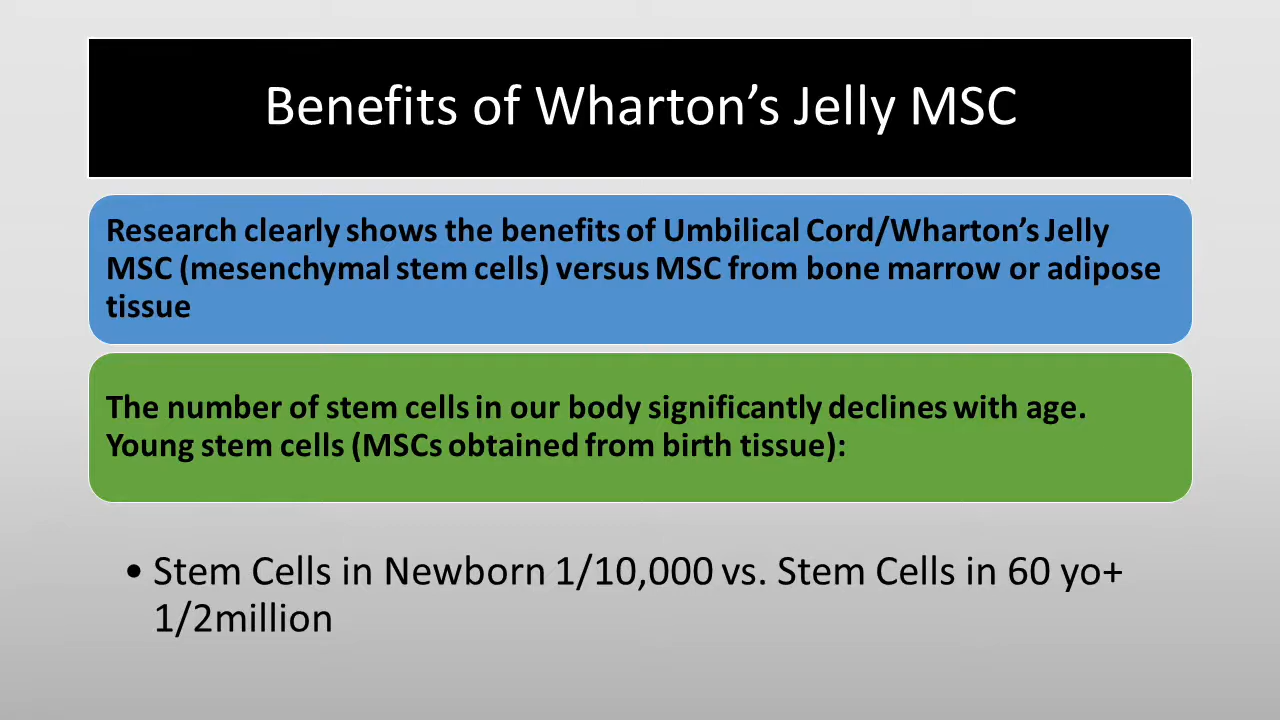 Benefits of Wharton’s Jelly MSC
Research clearly shows the benefits of Umbilical Cord/Wharton’s Jelly
MSC (mesenchymal stem cells) versus MSC from bone marrow or adipose
tissue
The number of stem cells in our body significantly declines with age.
Young stem cells (MSCs obtained from birth tissue):
• Stem Cells in Newborn 1/10,000 vs. Stem Cells in 60 yo+
1/2million